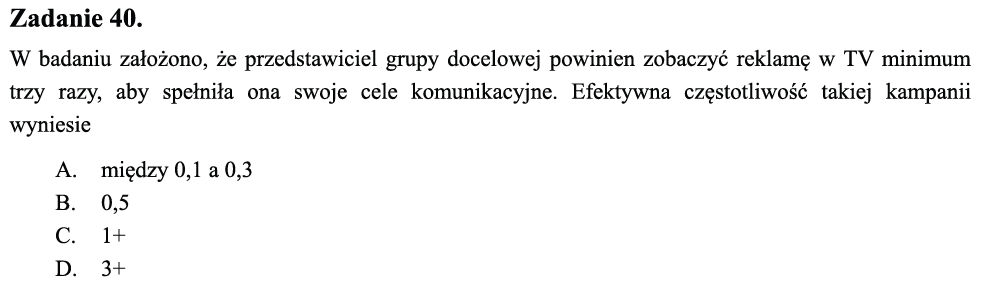 Zadanie 40.
W badaniu założono, że przedstawiciel grupy docelowej powinien zobaczyć reklamę w TV minimum
trzy razy, aby spełniła ona swoje cele komunikacyjne. Efektywna częstotliwość takiej kampanii
wyniesie
A. między 0,1 a 0,3
B. 0,5
C. 1+
D. 3+